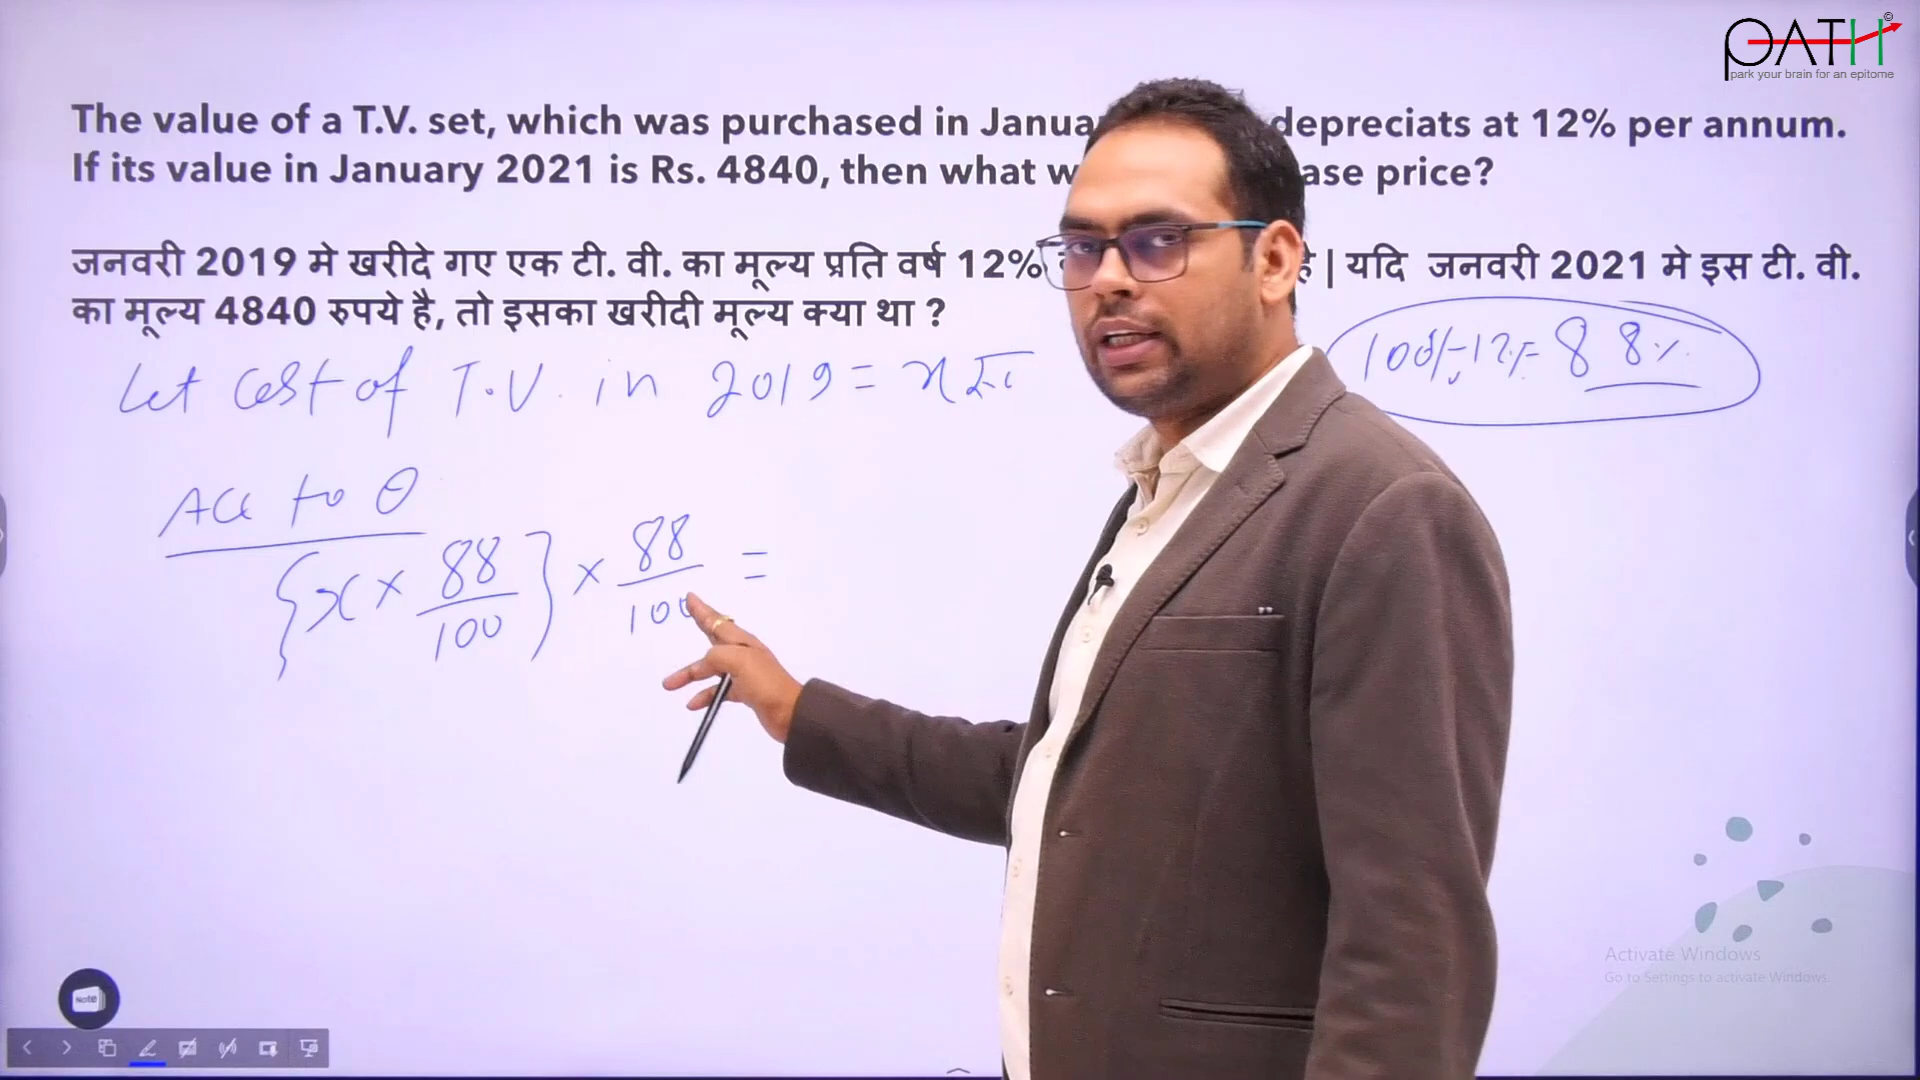 PATH©
park your brain for an epitome
The value of a T.V. set, which was purchased in depreciats at 12% per annum.
If its value in January 2021 is Rs. 4840, then what price?
जनवरी 2019 मे खरीदे गए एक टी. वी. का मूल्य प्रति वर्ष 12% | यदि जनवरी 2021 मे इस टी. वी.
का मूल्य 4840 रुपये है, तो इसका खरीदी मूल्य क्या था ?
100%-12%= 88%
Let Cost of T.V. in 2019 = x रु
Acc to θ
{x × 88/100} × 88/100 =
Activate Windows
Go to Settings to activate Windows.
Note